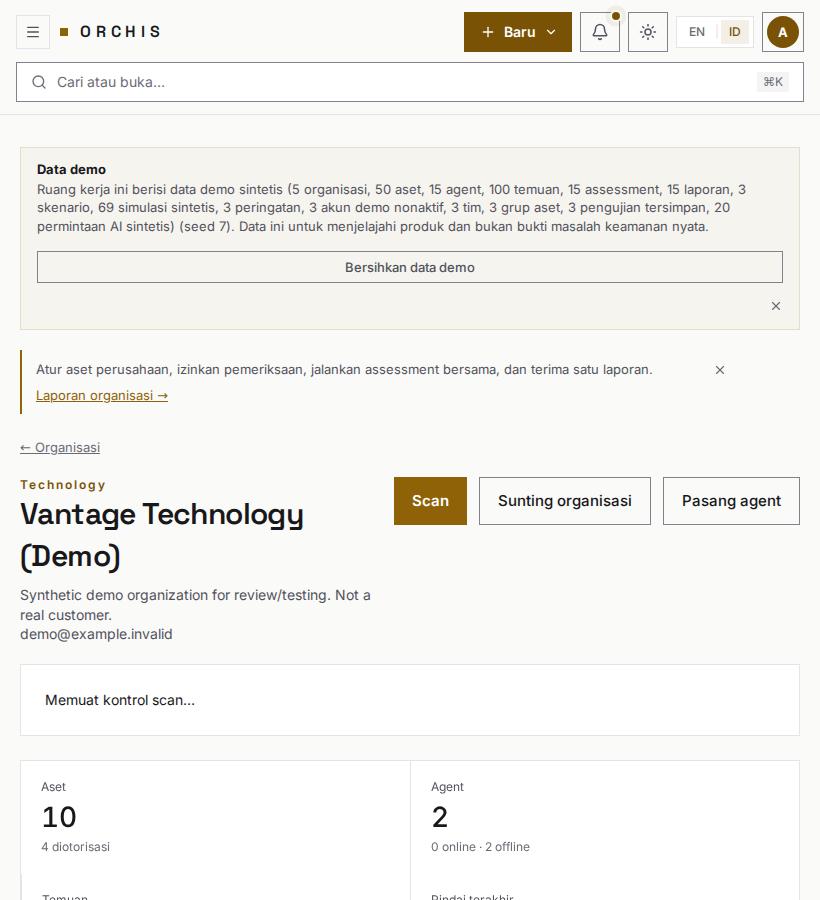 ORCHIS
Baru
EN
ID
A
Cari atau buka...
⌘K
Data demo
Ruang kerja ini berisi data demo sintetis (5 organisasi, 50 aset, 15 agent, 100 temuan, 15 assessment, 15 laporan, 3
skenario, 69 simulasi sintetis, 3 peringatan, 3 akun demo nonaktif, 3 tim, 3 grup aset, 3 pengujian tersimpan, 20
permintaan AI sintetis) (seed 7). Data ini untuk menjelajahi produk dan bukan bukti masalah keamanan nyata.
Bersihkan data demo
Atur aset perusahaan, izinkan pemeriksaan, jalankan assessment bersama, dan terima satu laporan.
Laporan organisasi →
← Organisasi
Technology
Vantage Technology
(Demo)
Scan
Sunting organisasi
Pasang agent
Synthetic demo organization for review/testing. Not a
real customer.
demo@example.invalid
Memuat kontrol scan...
Aset
10
4 diotorisasi
Agent
2
0 online · 2 offline
Temuan
Pindai terakhir